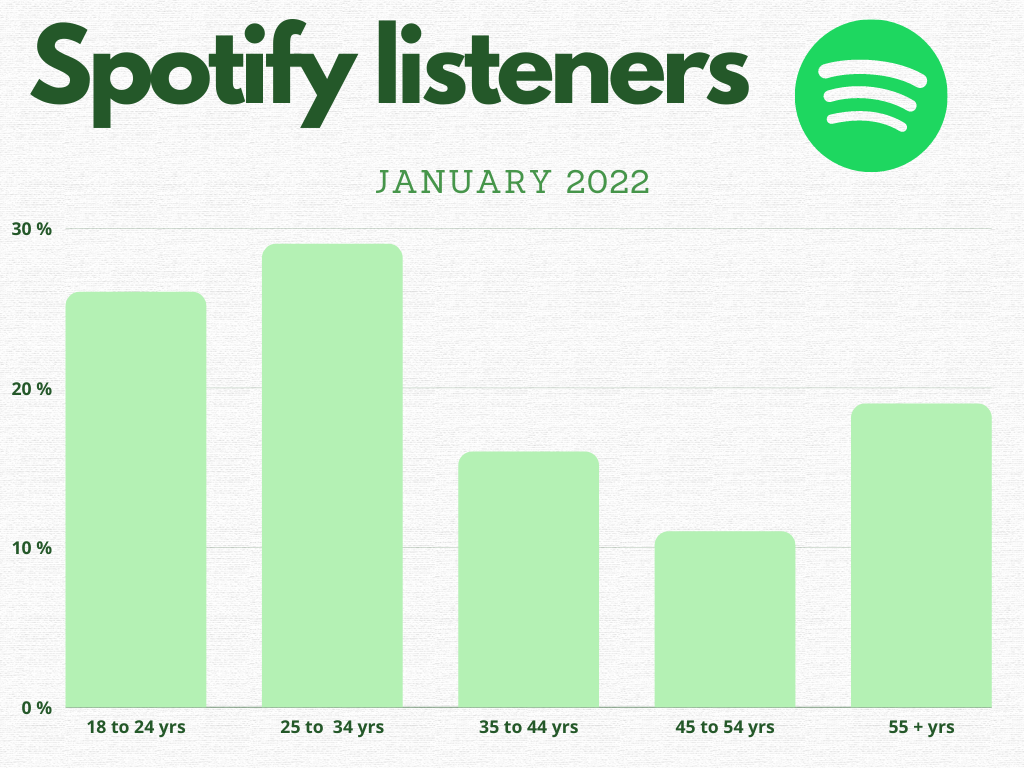 Spotify listeners
JANUARY 2022
30 %
20 %
10 %
0 %
18 to 24 yrs
25 to  34 yrs
35 to 44 yrs
45 to 54 yrs
55 + yrs